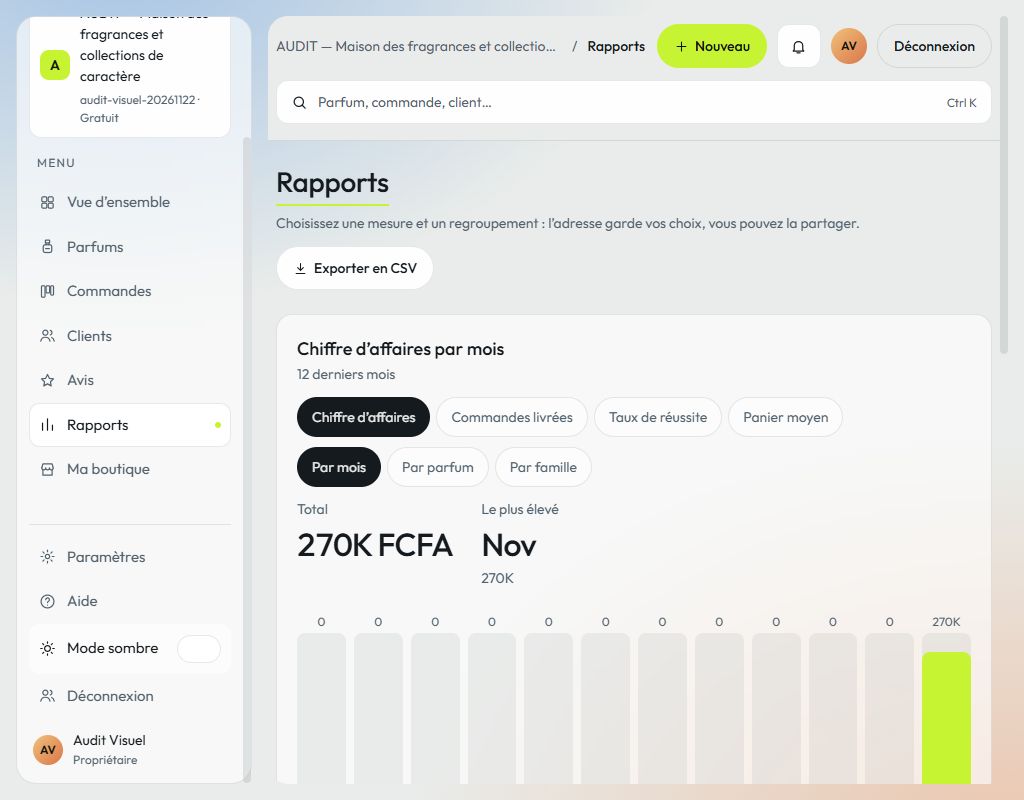 fragrances et
collections de
caractère
audit-visuel-20261122 ·
Gratuit
A
MENU
Vue d’ensemble
Parfums
Commandes
Clients
Avis
Rapports
Ma boutique
Paramètres
Aide
Mode sombre
Déconnexion
AV
Audit Visuel
Propriétaire
AUDIT — Maison des fragrances et collectio… / Rapports
Nouveau
AV
Déconnexion
Parfum, commande, client…
Ctrl K
Rapports
Choisissez une mesure et un regroupement : l’adresse garde vos choix, vous pouvez la partager.
Exporter en CSV
Chiffre d’affaires par mois
12 derniers mois
Chiffre d’affaires Commandes livrées Taux de réussite Panier moyen
Par mois Par parfum Par famille
Total Le plus élevé
270K FCFA Nov
270K
0 0 0 0 0 0 0 0 0 0 0 270K